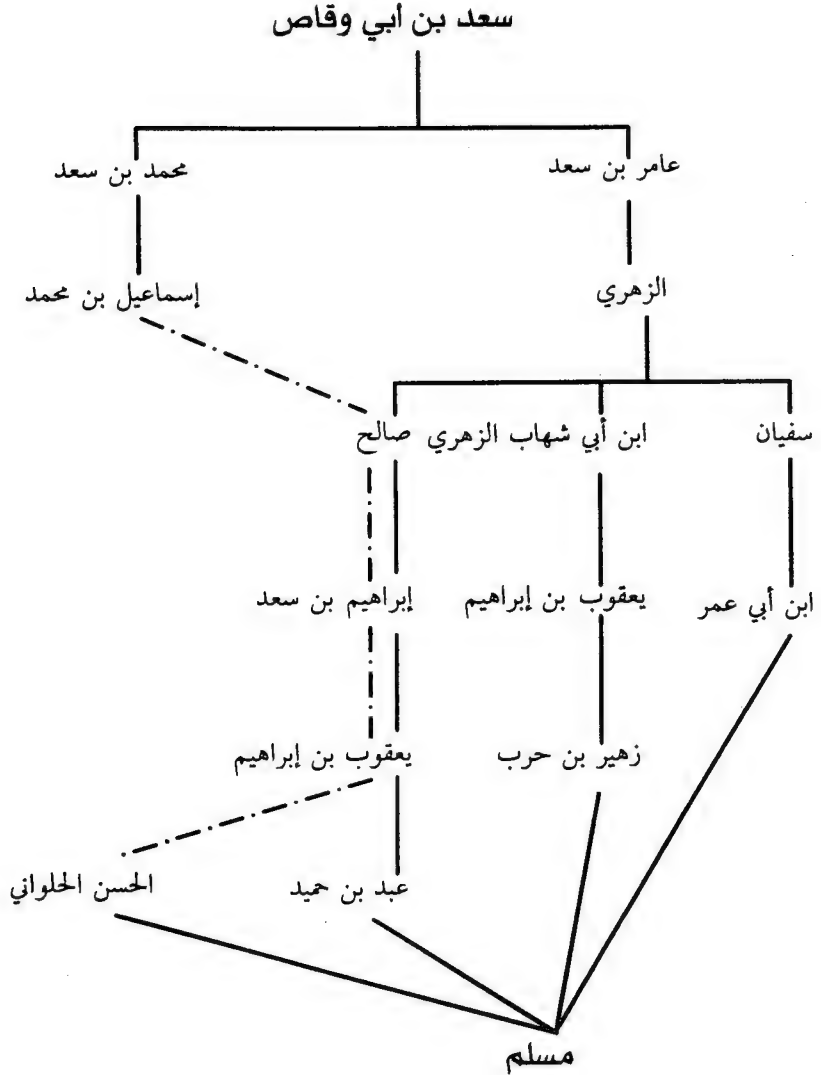 سعد بن أبي وقاص
عامر بن سعد
محمد بن سعد
الزهري
إسماعيل بن محمد
سفيان
ابن أبي شهاب الزهري
صالح
ابن أبي عمر
يعقوب بن إبراهيم
إبراهيم بن سعد
زهير بن حرب
يعقوب بن إبراهيم
عبد بن حميد
الحسن الحلواني
مسلم